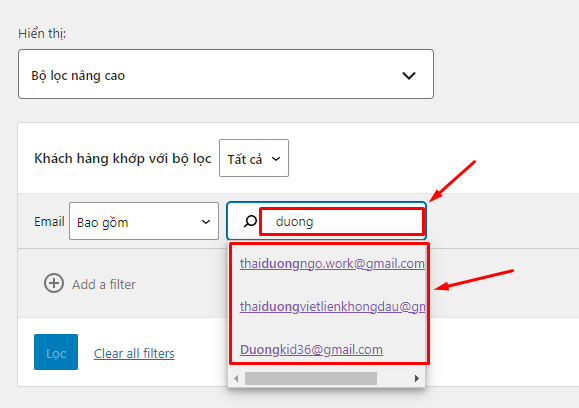 Hiển thị:
Bộ lọc nâng cao
Khách hàng khớp với bộ lọc Tất cả
Email Bao gồm duong
thaiduongngo.work@gmail.com
thaiduongvietlienkhongdau@gm
Duongkid36@gmail.com
Add a filter
Lọc Clear all filters